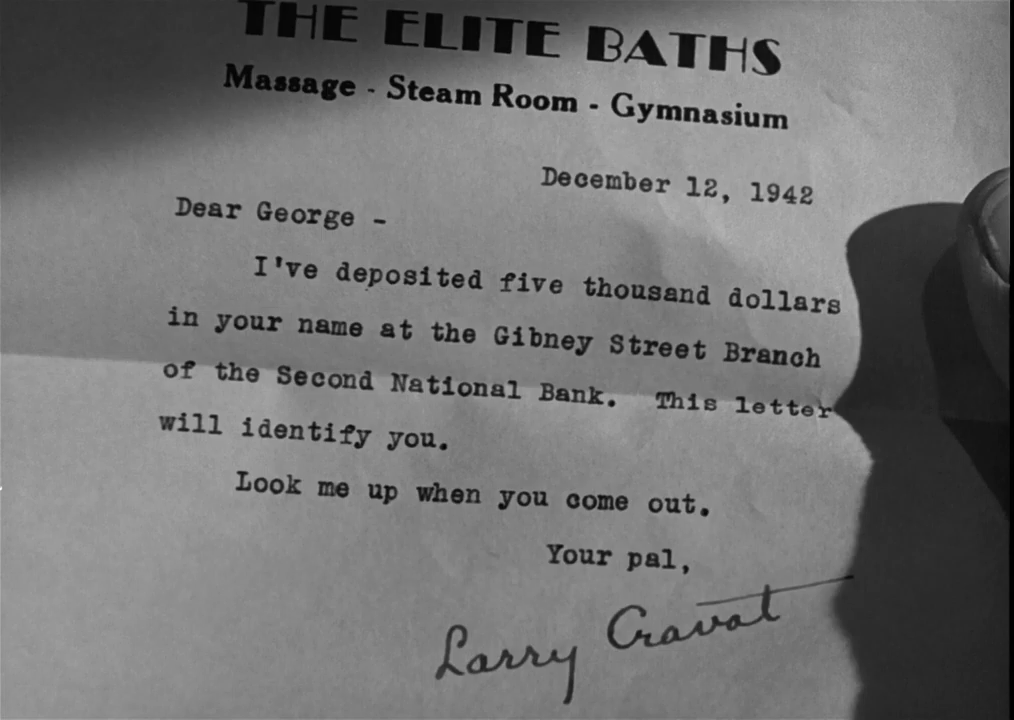 THE ELITE BATHS
Massage - Steam Room - Gymnasium
December 12, 1942
Dear George -
I've deposited five thousand dollars
in your name at the Gibney Street Branch
of the Second National Bank. This letter
will identify you.
Look me up when you come out.
Your pal,
Larry Cravat